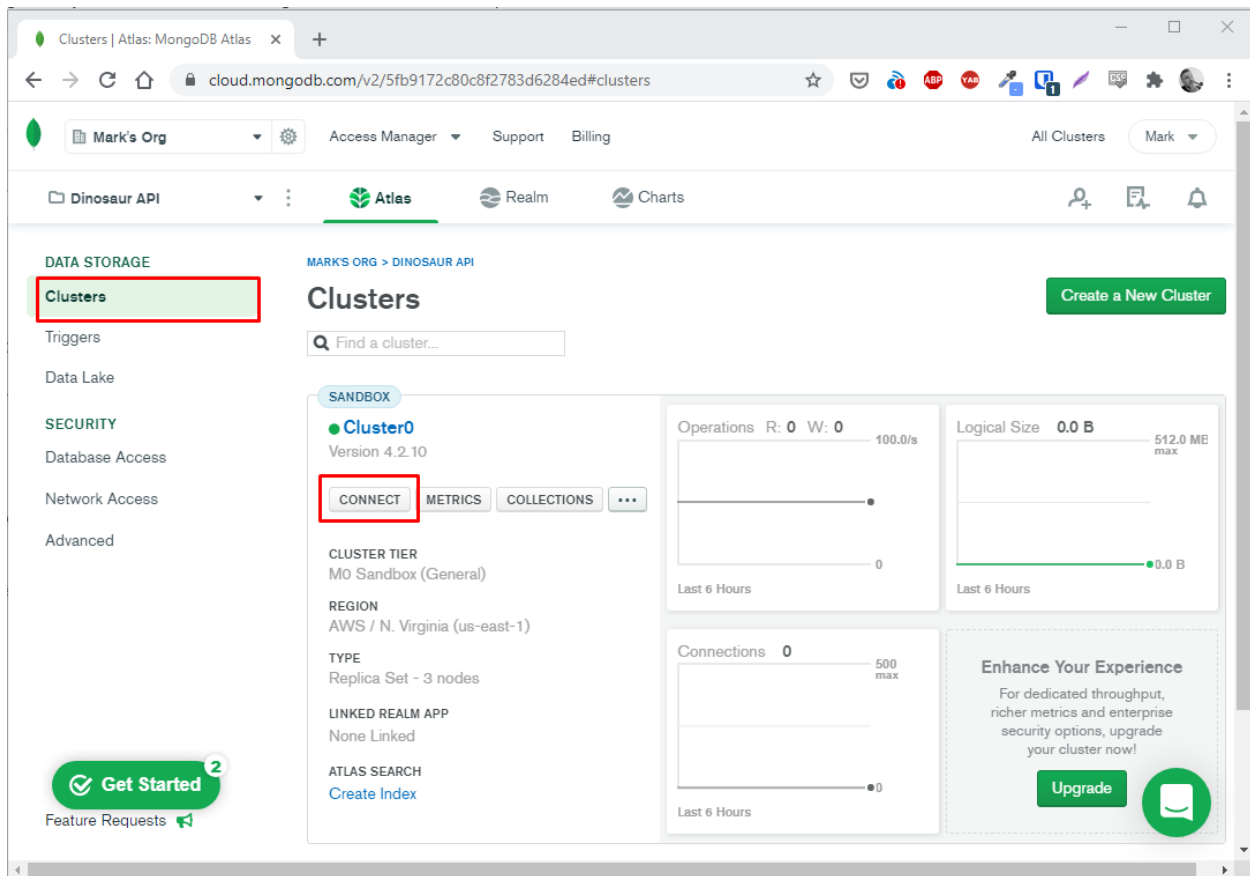 Clusters | Atlas: MongoDB Atlas
cloud.mongodb.com/v2/5fb9172c80c8f2783d6284ed#clusters
ABP
YAB
1
CSS
Mark's Org
Access Manager
Support
Billing
All Clusters
Mark
Dinosaur API
Atlas
Realm
Charts
DATA STORAGE
Clusters
Triggers
Data Lake
SECURITY
Database Access
Network Access
Advanced
Get Started
2
Feature Requests
MARK'S ORG > DINOSAUR API
Clusters
Create a New Cluster
Find a cluster...
SANDBOX
Cluster0
Version 4.2.10
CONNECT
METRICS
COLLECTIONS
...
CLUSTER TIER
M0 Sandbox (General)
REGION
AWS / N. Virginia (us-east-1)
TYPE
Replica Set - 3 nodes
LINKED REALM APP
None Linked
ATLAS SEARCH
Create Index
Operations R: 0 W: 0
100.0/s
0
Last 6 Hours
Logical Size 0.0 B
512.0 MB
max
0.0 B
Last 6 Hours
Connections 0
500
max
0
Last 6 Hours
Enhance Your Experience
For dedicated throughput,
richer metrics and enterprise
security options, upgrade
your cluster now!
Upgrade